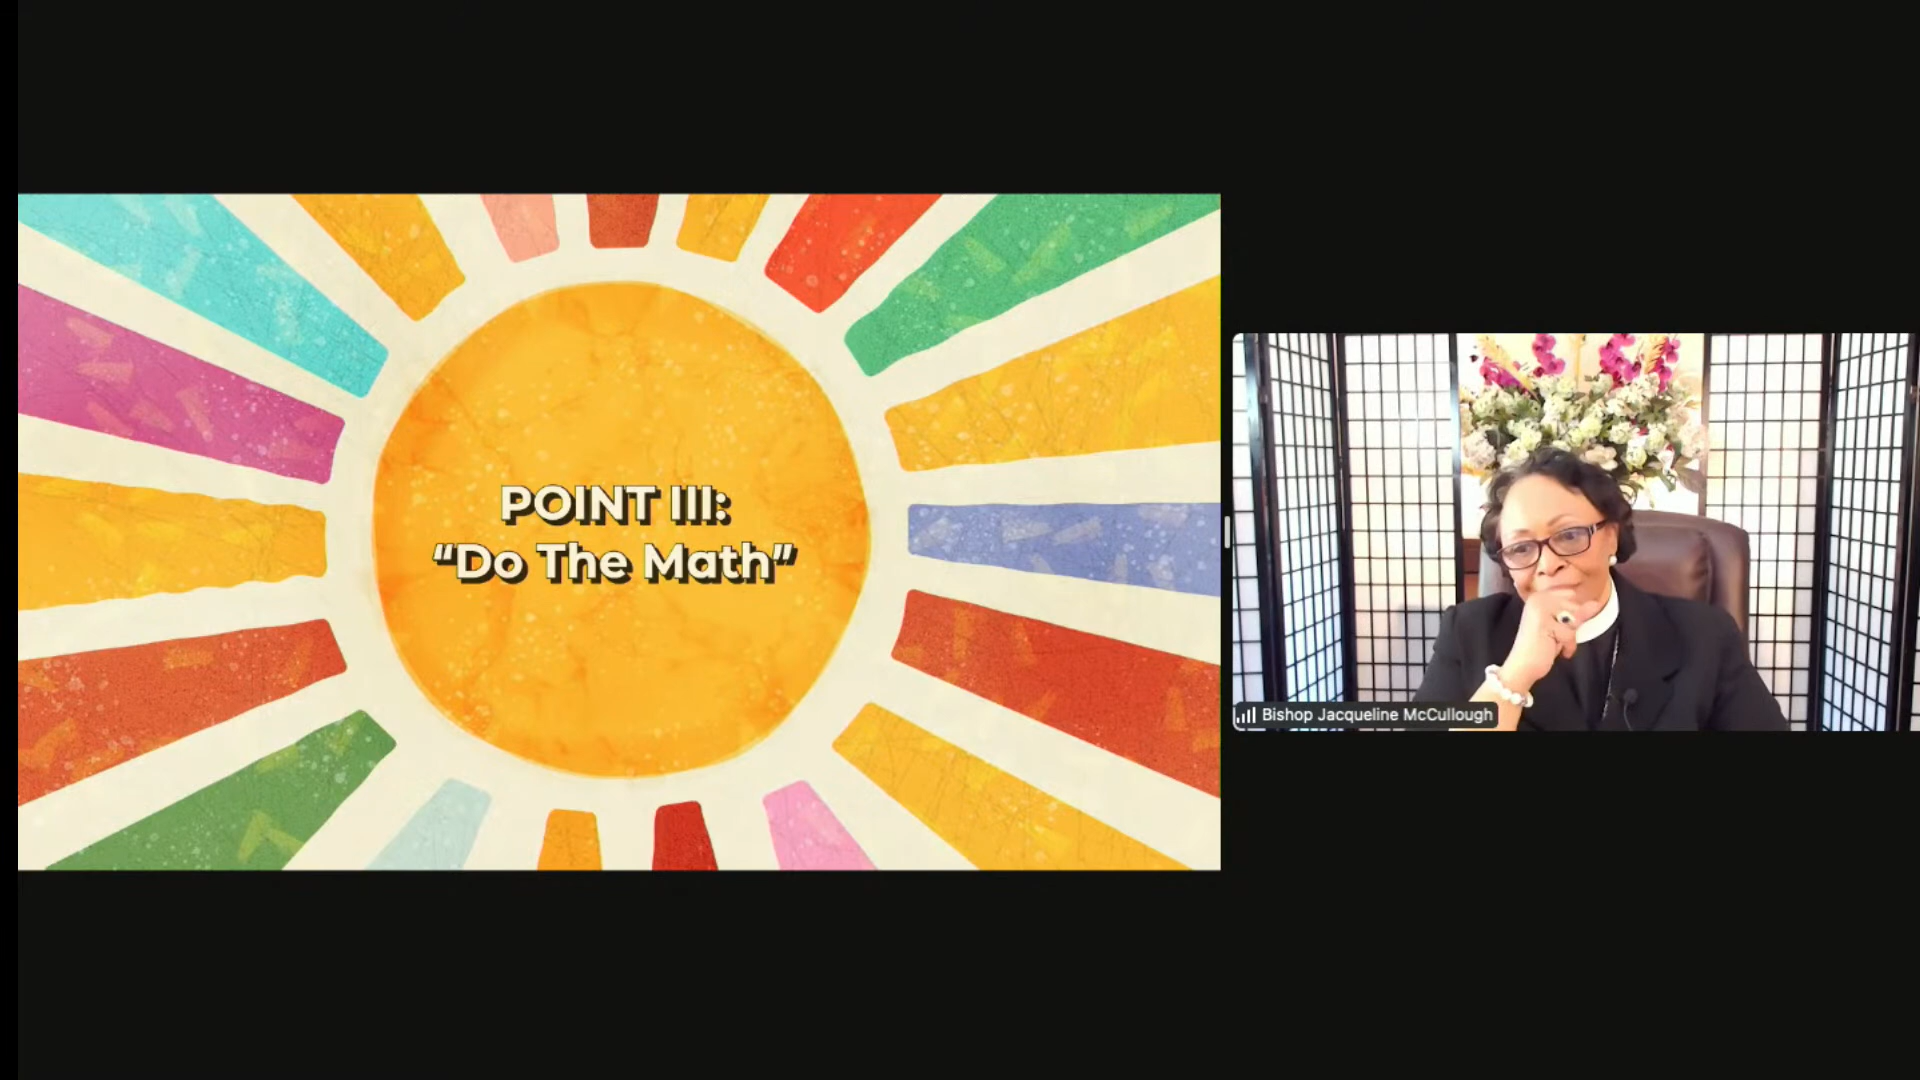 POINT III:
“Do The Math”
Bishop Jacqueline McCullough